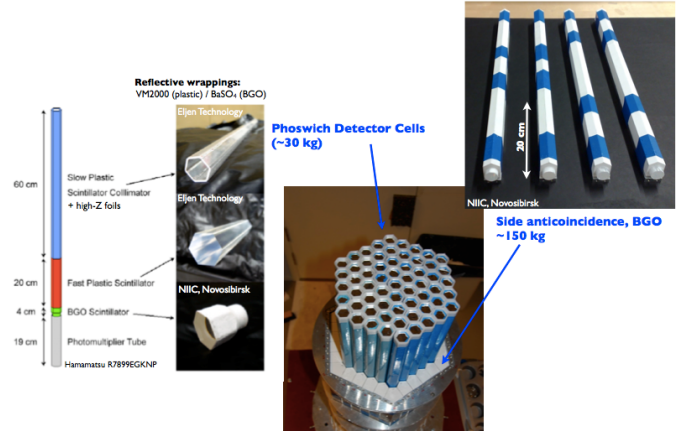 Reflective wrappings:
VM2000 (plastic) / BaSO₄ (BGO)
Eljen Technology
60 cm
Slow Plastic
Scintillator Collimator
+ high-Z foils
Eljen Technology
20 cm
Fast Plastic Scintillator
NIIC, Novosibirsk
4 cm
BGO Scintillator
19 cm
Photomultiplier Tube
Hamamatsu R7899EGKNP
Phoswich Detector Cells
(~30 kg)
20 cm
NIIC, Novosibirsk
Side anticoincidence, BGO
~150 kg